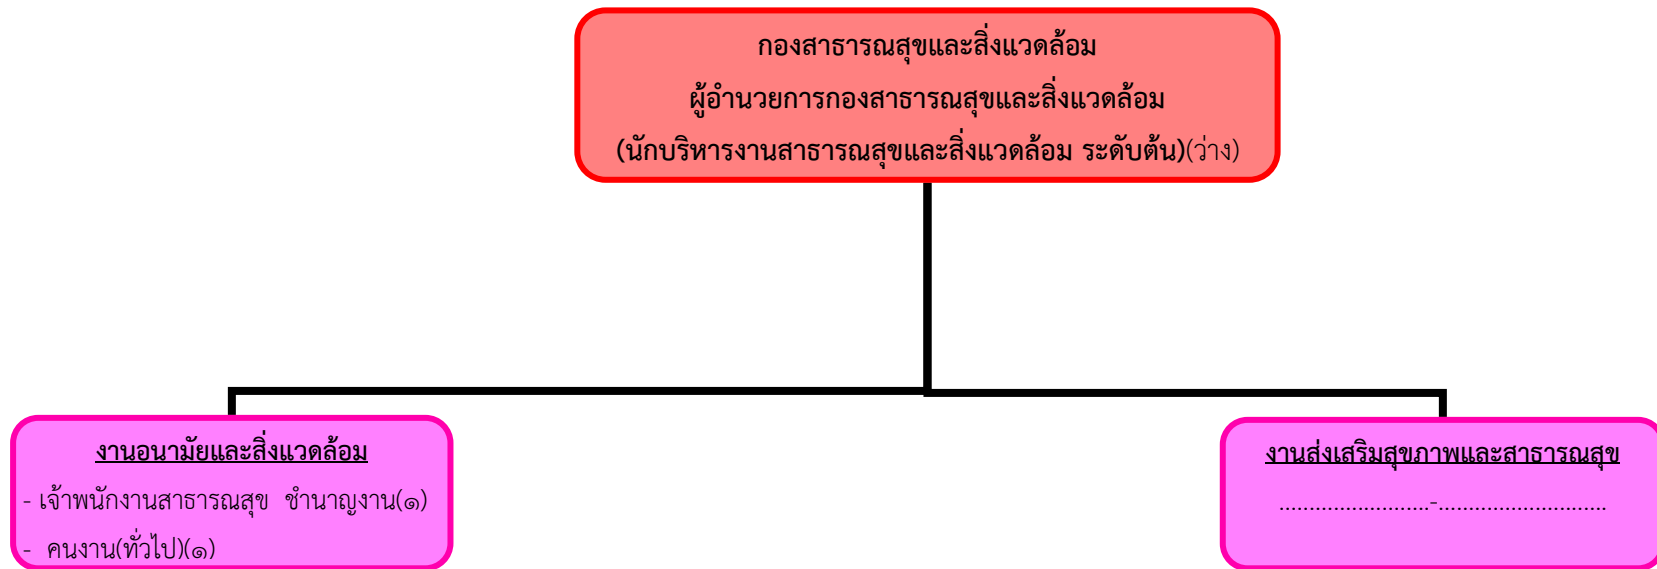 กองสาธารณสุขและสิ่งแวดล้อม
ผู้อำนวยการกองสาธารณสุขและสิ่งแวดล้อม
(นักบริหารงานสาธารณสุขและสิ่งแวดล้อม ระดับต้น)(ว่าง)
งานอนามัยและสิ่งแวดล้อม
- เจ้าพนักงานสาธารณสุข ชำนาญงาน(๑)
- คนงาน(ทั่วไป)(๑)
งานส่งเสริมสุขภาพและสาธารณสุข
.........................-............................